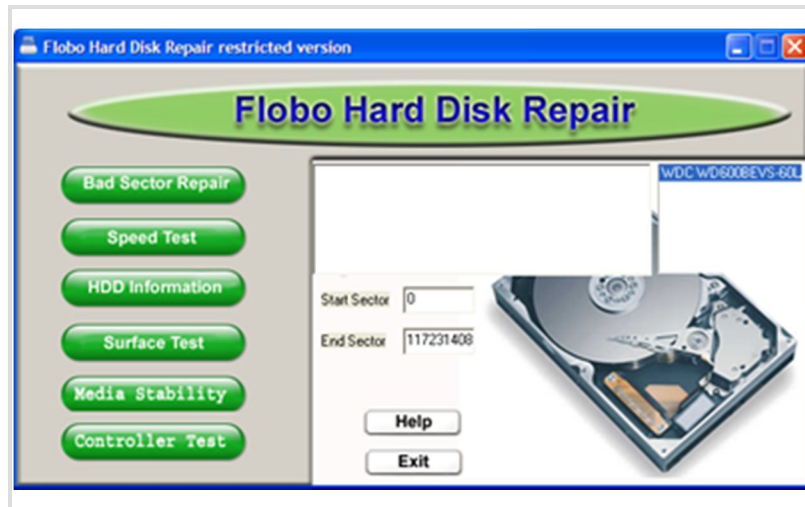 Flobo Hard Disk Repair restricted version
Flobo Hard Disk Repair
Bad Sector Repair
Speed Test
HDD Information
Surface Test
Media Stability
Controller Test
WDC WD600BEVS-60L
Start Sector 0
End Sector 117231408
Help
Exit